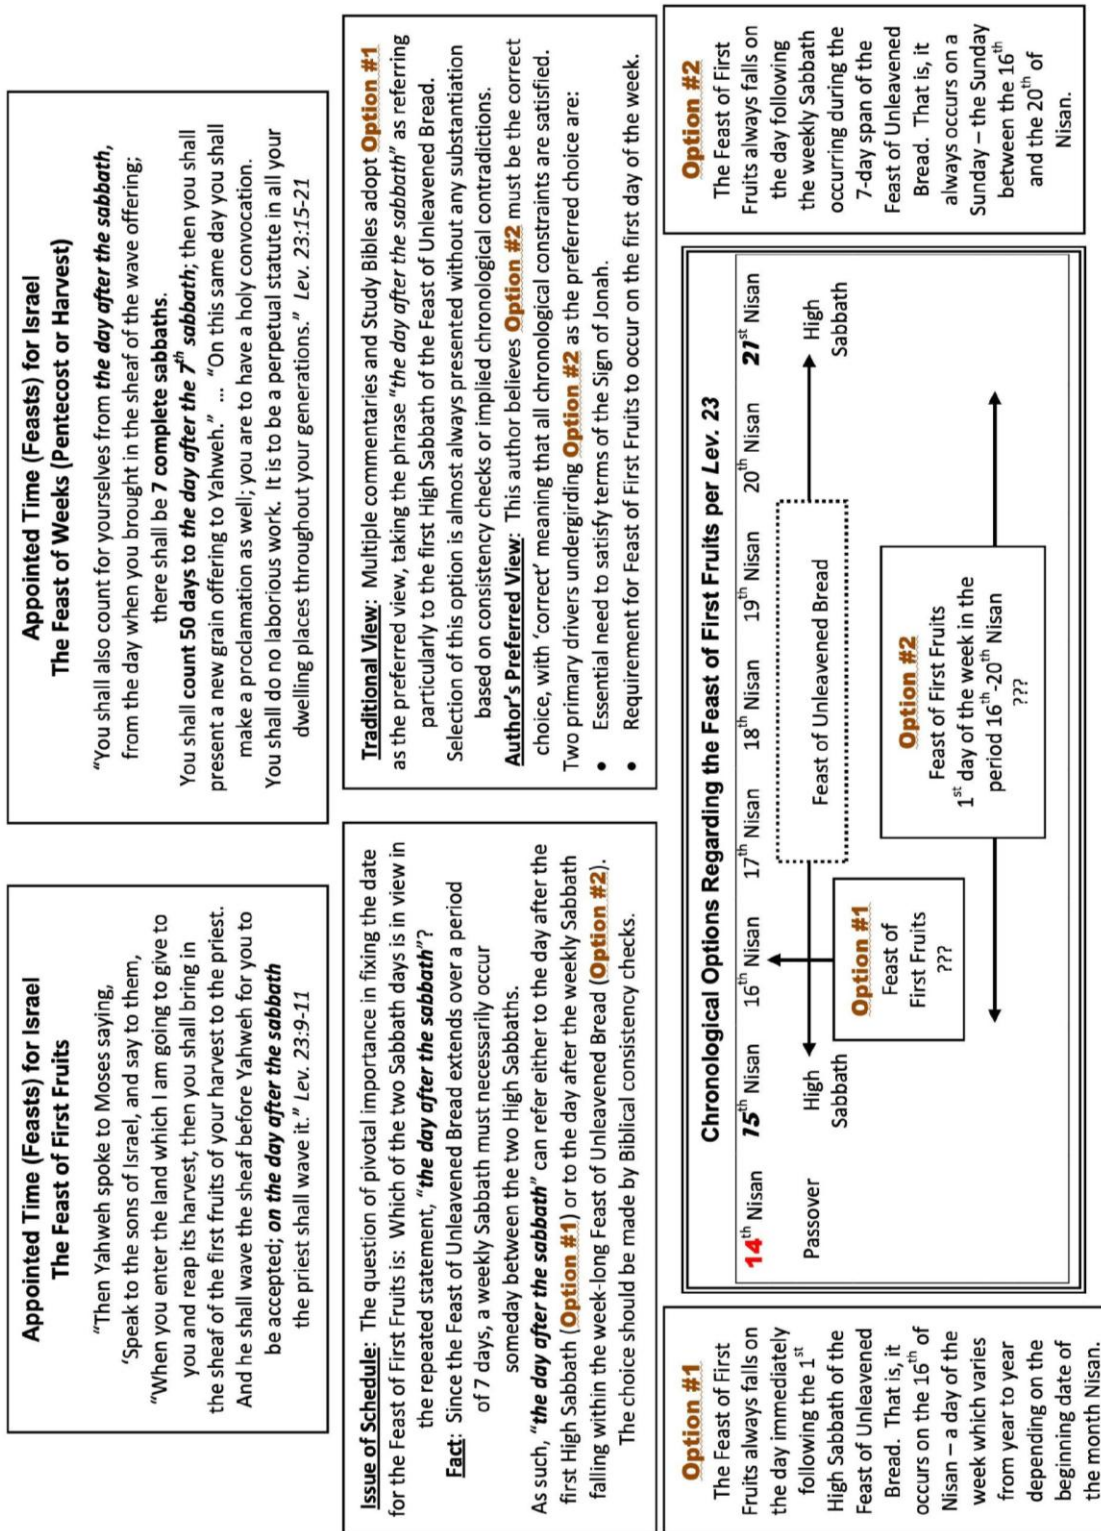 Appointed Time (Feasts) for Israel
The Feast of First Fruits
"Then Yahweh spoke to Moses saying,
'Speak to the sons of Israel, and say to them,
"When you enter the land which I am going to give to
you and reap its harvest, then you shall bring in
the sheaf of the first fruits of your harvest to the priest.
And he shall wave the sheaf before Yahweh for you to
be accepted; on the day after the sabbath
the priest shall wave it." Lev. 23:9-11
Appointed Time (Feasts) for Israel
The Feast of Weeks (Pentecost or Harvest)
"You shall also count for yourselves from the day after the sabbath,
from the day when you brought in the sheaf of the wave offering;
there shall be 7 complete sabbaths.
You shall count 50 days to the day after the 7th sabbath; then you shall
present a new grain offering to Yahweh." ... "On this same day you shall
make a proclamation as well; you are to have a holy convocation.
You shall do no laborious work. It is to be a perpetual statute in all your
dwelling places throughout your generations." Lev. 23:15-21
Issue of Schedule: The question of pivotal importance in fixing the date
for the Feast of First Fruits is: Which of the two Sabbath days is in view in
the repeated statement, "the day after the sabbath"?
Fact: Since the Feast of Unleavened Bread extends over a period
of 7 days, a weekly Sabbath must necessarily occur
someday between the two High Sabbaths.
As such, "the day after the sabbath" can refer either to the day after the
first High Sabbath (Option #1) or to the day after the weekly Sabbath
falling within the week-long Feast of Unleavened Bread (Option #2).
The choice should be made by Biblical consistency checks.
Traditional View: Multiple commentaries and Study Bibles adopt Option #1
as the preferred view, taking the phrase "the day after the sabbath" as referring
particularly to the first High Sabbath of the Feast of Unleavened Bread.
Selection of this option is almost always presented without any substantiation
based on consistency checks or implied chronological contradictions.
Author's Preferred View: This author believes Option #2 must be the correct
choice, with 'correct' meaning that all chronological constraints are satisfied.
Two primary drivers undergirding Option #2 as the preferred choice are:
• Essential need to satisfy terms of the Sign of Jonah.
• Requirement for Feast of First Fruits to occur on the first day of the week.
Option #1
The Feast of First
Fruits always falls on
the day immediately
following the 1st
High Sabbath of the
Feast of Unleavened
Bread. That is, it
occurs on the 16th of
Nisan – a day of the
week which varies
from year to year
depending on the
beginning date of
the month Nisan.
Chronological Options Regarding the Feast of First Fruits per Lev. 23
14th Nisan 15th Nisan 16th Nisan 17th Nisan 18th Nisan 19th Nisan 20th Nisan 21st Nisan
Passover
High
Sabbath
Feast of Unleavened Bread
High
Sabbath
Option #1
Feast of
First Fruits
???
Option #2
Feast of First Fruits
1st day of the week in the
period 16th-20th Nisan
???
Option #2
The Feast of First
Fruits always falls on
the day following
the weekly Sabbath
occurring during the
7-day span of the
Feast of Unleavened
Bread. That is, it
always occurs on a
Sunday – the Sunday
between the 16th
and the 20th of
Nisan.